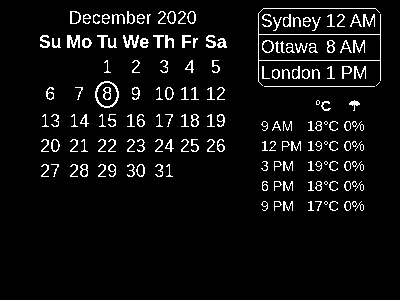 December 2020
Su Mo Tu We Th Fr Sa
1 2 3 4 5
6 7 8 9 10 11 12
13 14 15 16 17 18 19
20 21 22 23 24 25 26
27 28 29 30 31
Sydney 12 AM
Ottawa 8 AM
London 1 PM
°C ☂
9 AM 18°C 0%
12 PM 19°C 0%
3 PM 19°C 0%
6 PM 18°C 0%
9 PM 17°C 0%